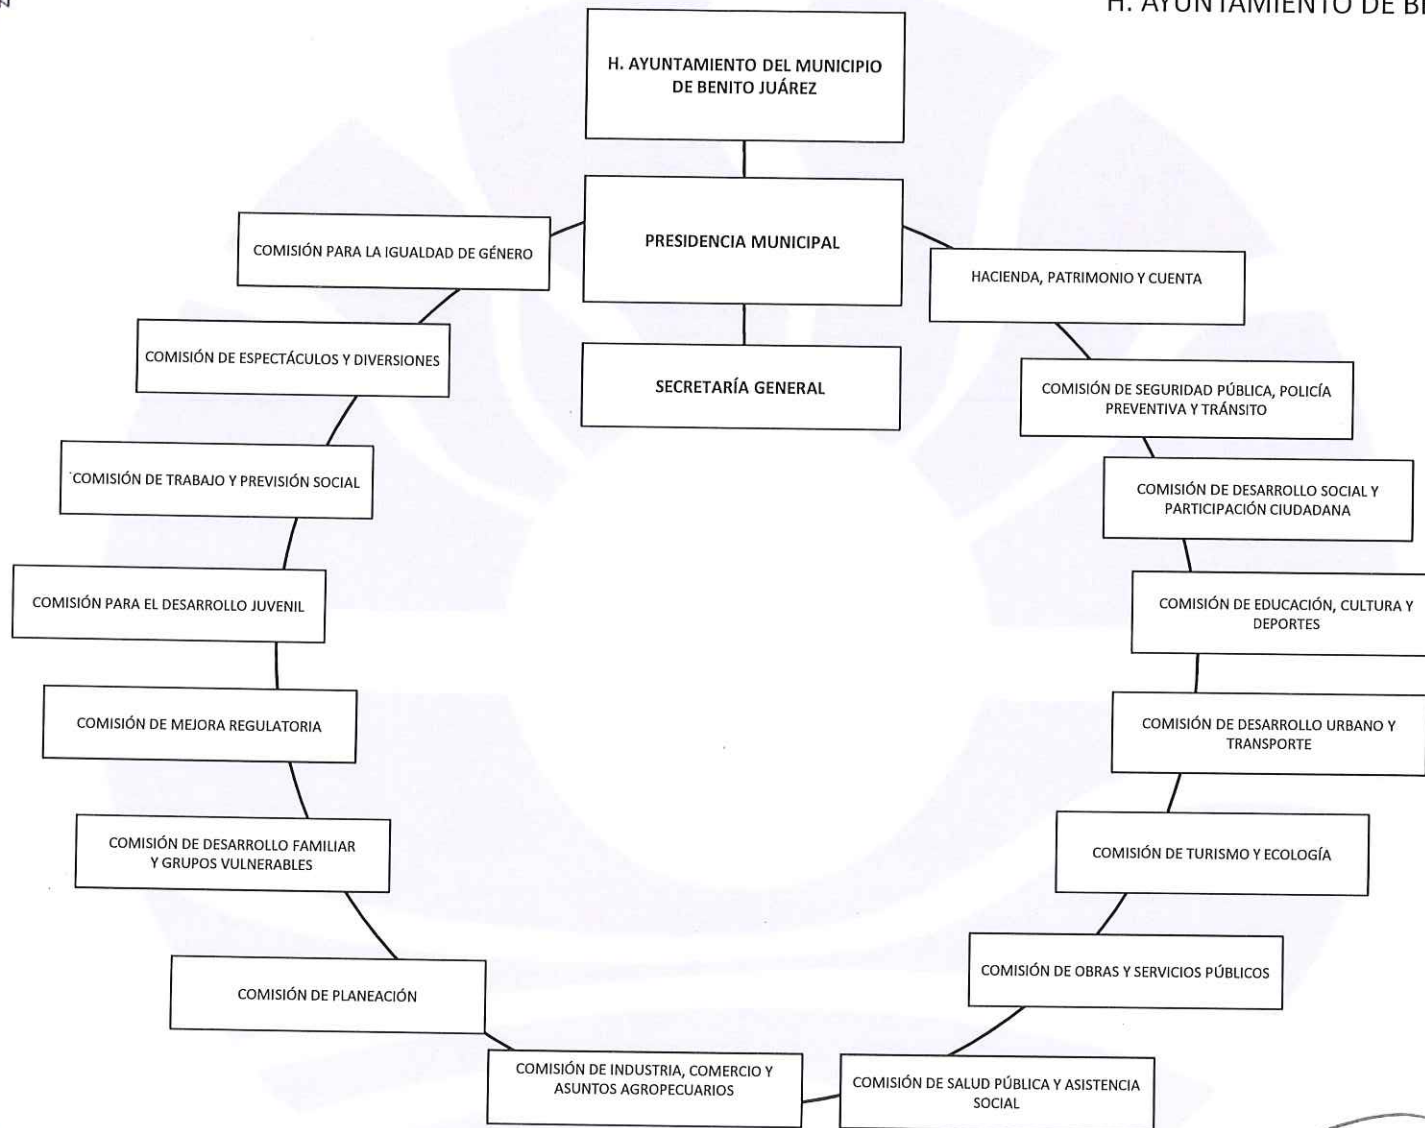 H. AYUNTAMIENTO DE
H. AYUNTAMIENTO DEL MUNICIPIO
DE BENITO JUÁREZ
PRESIDENCIA MUNICIPAL
SECRETARÍA GENERAL
COMISIÓN PARA LA IGUALDAD DE GÉNERO
HACIENDA, PATRIMONIO Y CUENTA
COMISIÓN DE ESPECTÁCULOS Y DIVERSIONES
COMISIÓN DE SEGURIDAD PÚBLICA, POLICÍA
PREVENTIVA Y TRÁNSITO
COMISIÓN DE TRABAJO Y PREVISIÓN SOCIAL
COMISIÓN DE DESARROLLO SOCIAL Y
PARTICIPACIÓN CIUDADANA
COMISIÓN PARA EL DESARROLLO JUVENIL
COMISIÓN DE EDUCACIÓN, CULTURA Y
DEPORTES
COMISIÓN DE MEJORA REGULATORIA
COMISIÓN DE DESARROLLO URBANO Y
TRANSPORTE
COMISIÓN DE DESARROLLO FAMILIAR
Y GRUPOS VULNERABLES
COMISIÓN DE TURISMO Y ECOLOGÍA
COMISIÓN DE PLANEACIÓN
COMISIÓN DE OBRAS Y SERVICIOS PÚBLICOS
COMISIÓN DE INDUSTRIA, COMERCIO Y
ASUNTOS AGROPECUARIOS
COMISIÓN DE SALUD PÚBLICA Y ASISTENCIA
SOCIAL